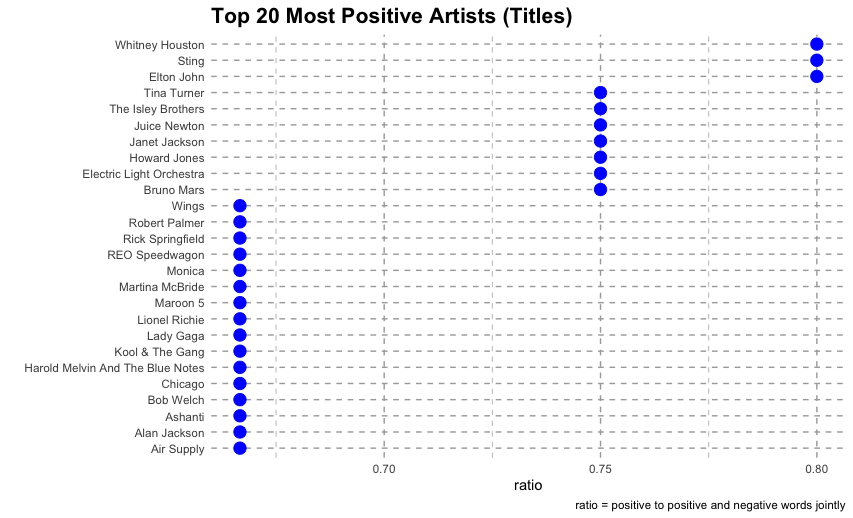 Top 20 Most Positive Artists (Titles)
Whitney Houston
Sting
Elton John
Tina Turner
The Isley Brothers
Juice Newton
Janet Jackson
Howard Jones
Electric Light Orchestra
Bruno Mars
Wings
Robert Palmer
Rick Springfield
REO Speedwagon
Monica
Martina McBride
Maroon 5
Lionel Richie
Lady Gaga
Kool & The Gang
Harold Melvin And The Blue Notes
Chicago
Bob Welch
Ashanti
Alan Jackson
Air Supply
0.70 0.75 0.80
ratio
ratio = positive to positive and negative words jointly